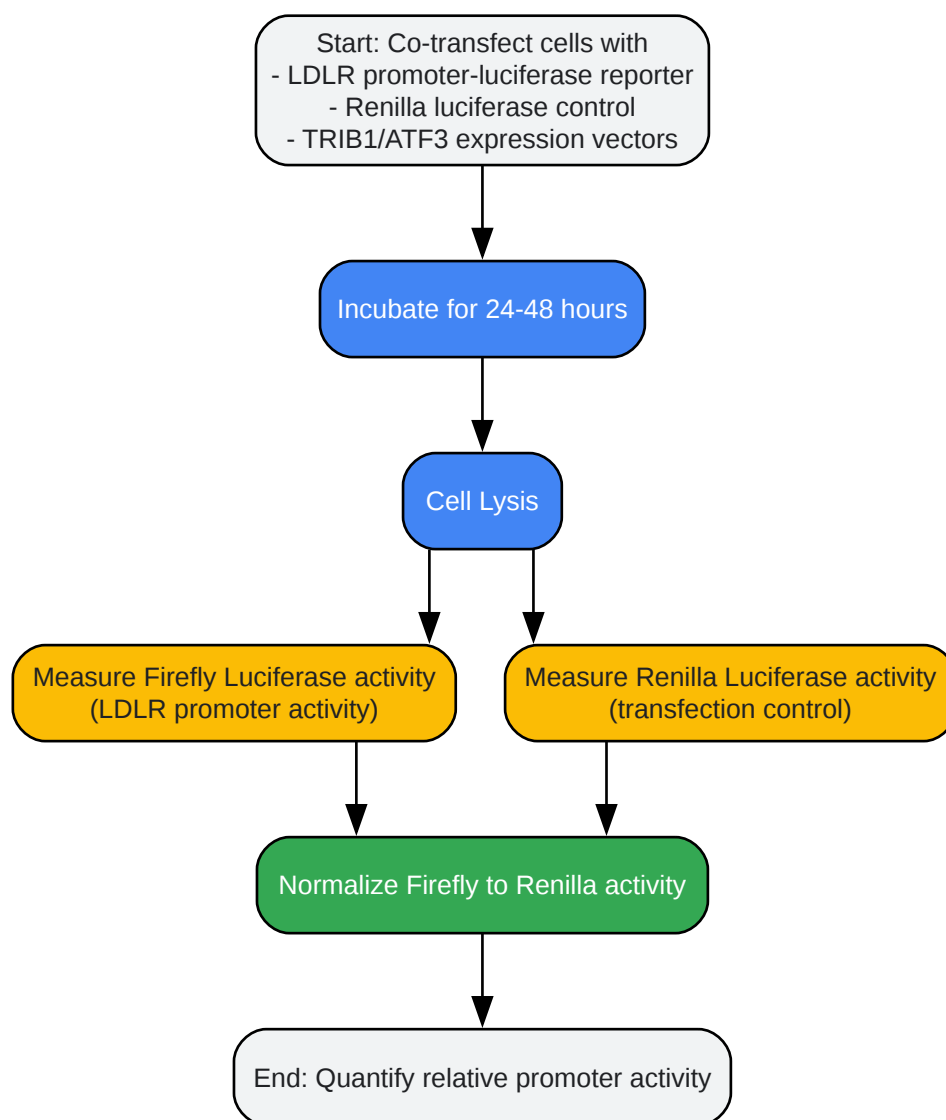 Start: Co-transfect cells with
- LDLR promoter-luciferase reporter
- Renilla luciferase control
- TRIB1/ATF3 expression vectors
Incubate for 24-48 hours
Cell Lysis
Measure Firefly Luciferase activity
(LDLR promoter activity)
Measure Renilla Luciferase activity
(transfection control)
Normalize Firefly to Renilla activity
End: Quantify relative promoter activity